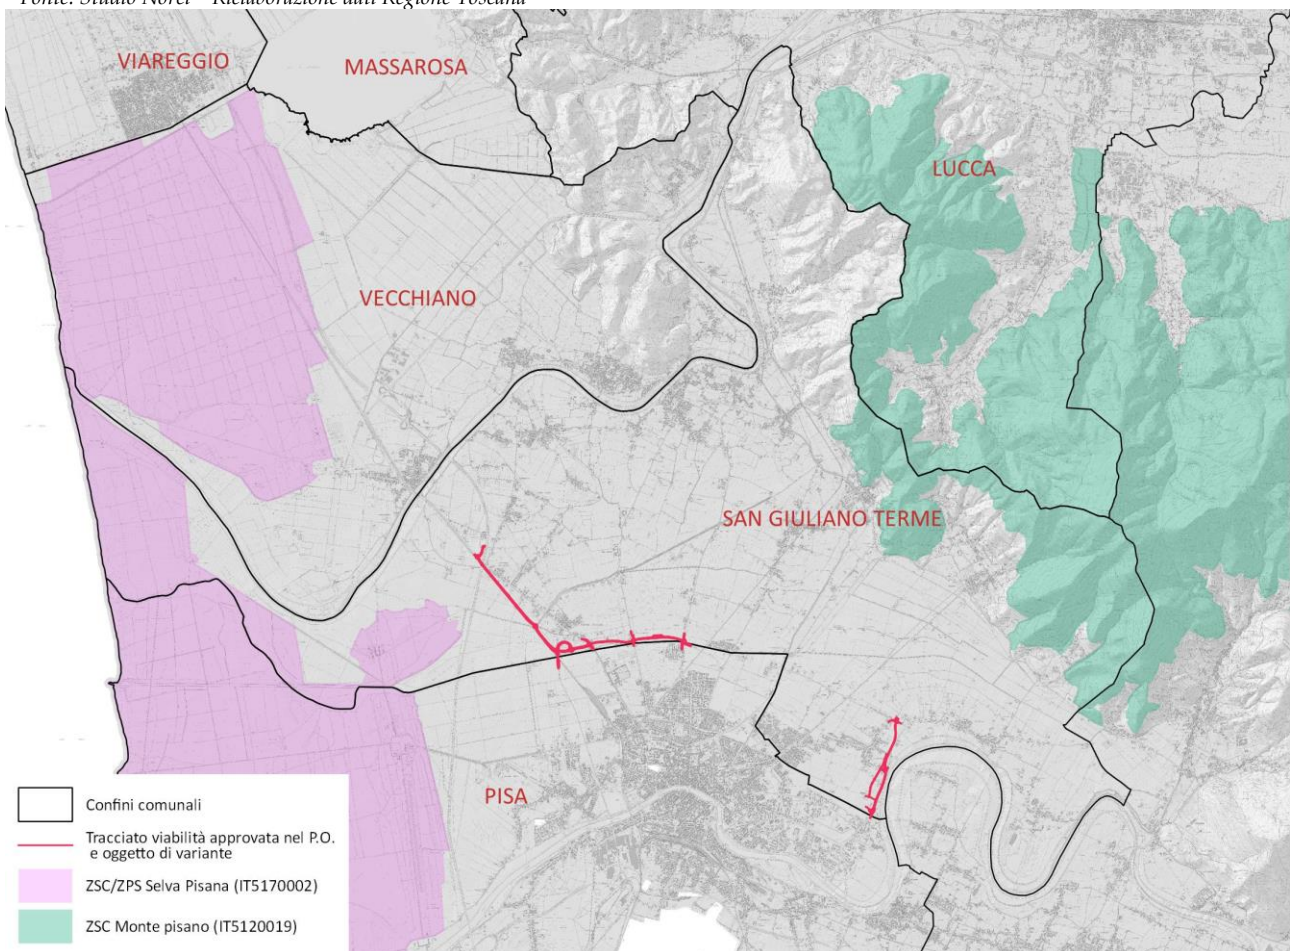 Fonte: Studio Norci – Rielaborazione dati Regione Toscana
VIAREGGIO
MASSAROSA
LUCCA
VECCHIANO
SAN GIULIANO TERME
PISA
Confini comunali
Tracciato viabilità approvata nel P.O.
e oggetto di variante
ZSC/ZPS Selva Pisana (IT5170002)
ZSC Monte pisano (IT5120019)